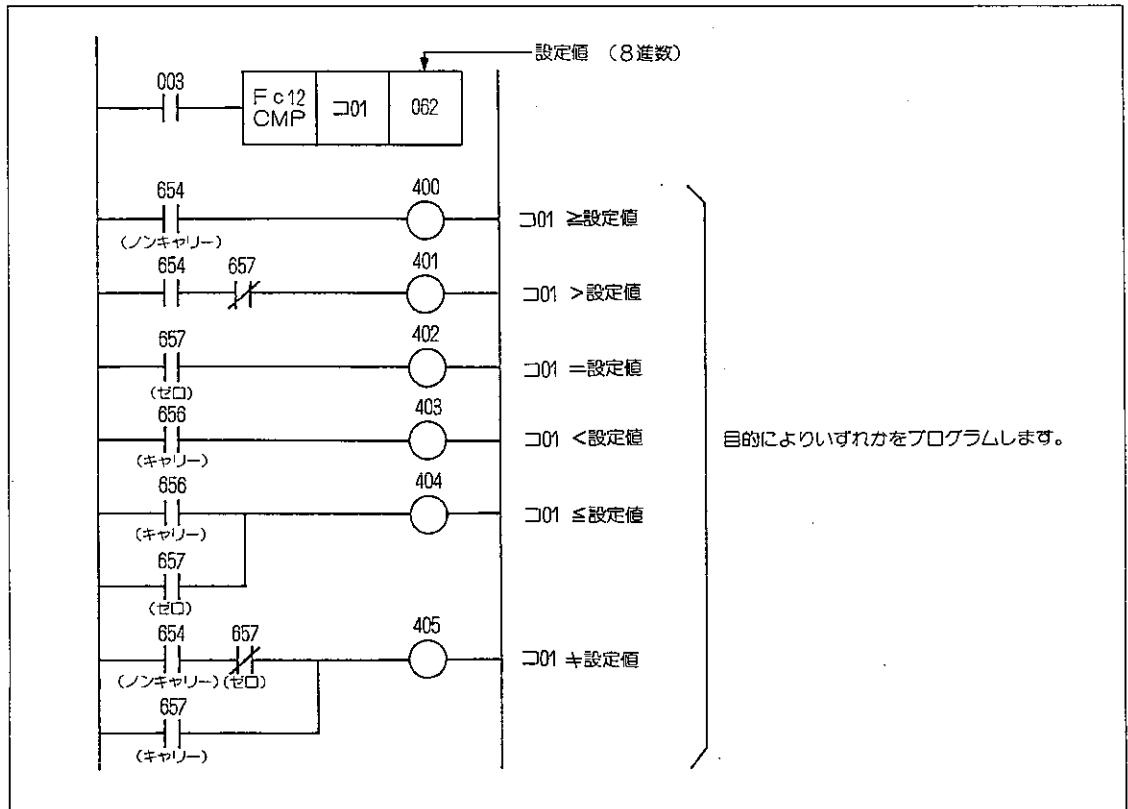 設定値 (8進数)
003
Fc12 CMP コ01 062
654 400
コ01 ≧設定値
(ノンキャリー)
654 657 401
コ01 >設定値
657 402
コ01 =設定値
(ゼロ)
656 403
コ01 <設定値
目的によりいずれかをプログラムします。
(キャリー)
656 404
コ01 ≦設定値
(キャリー)
657
(ゼロ)
654 657 405
コ01 ≠設定値
(ノンキャリー) (ゼロ)
657
(キャリー)